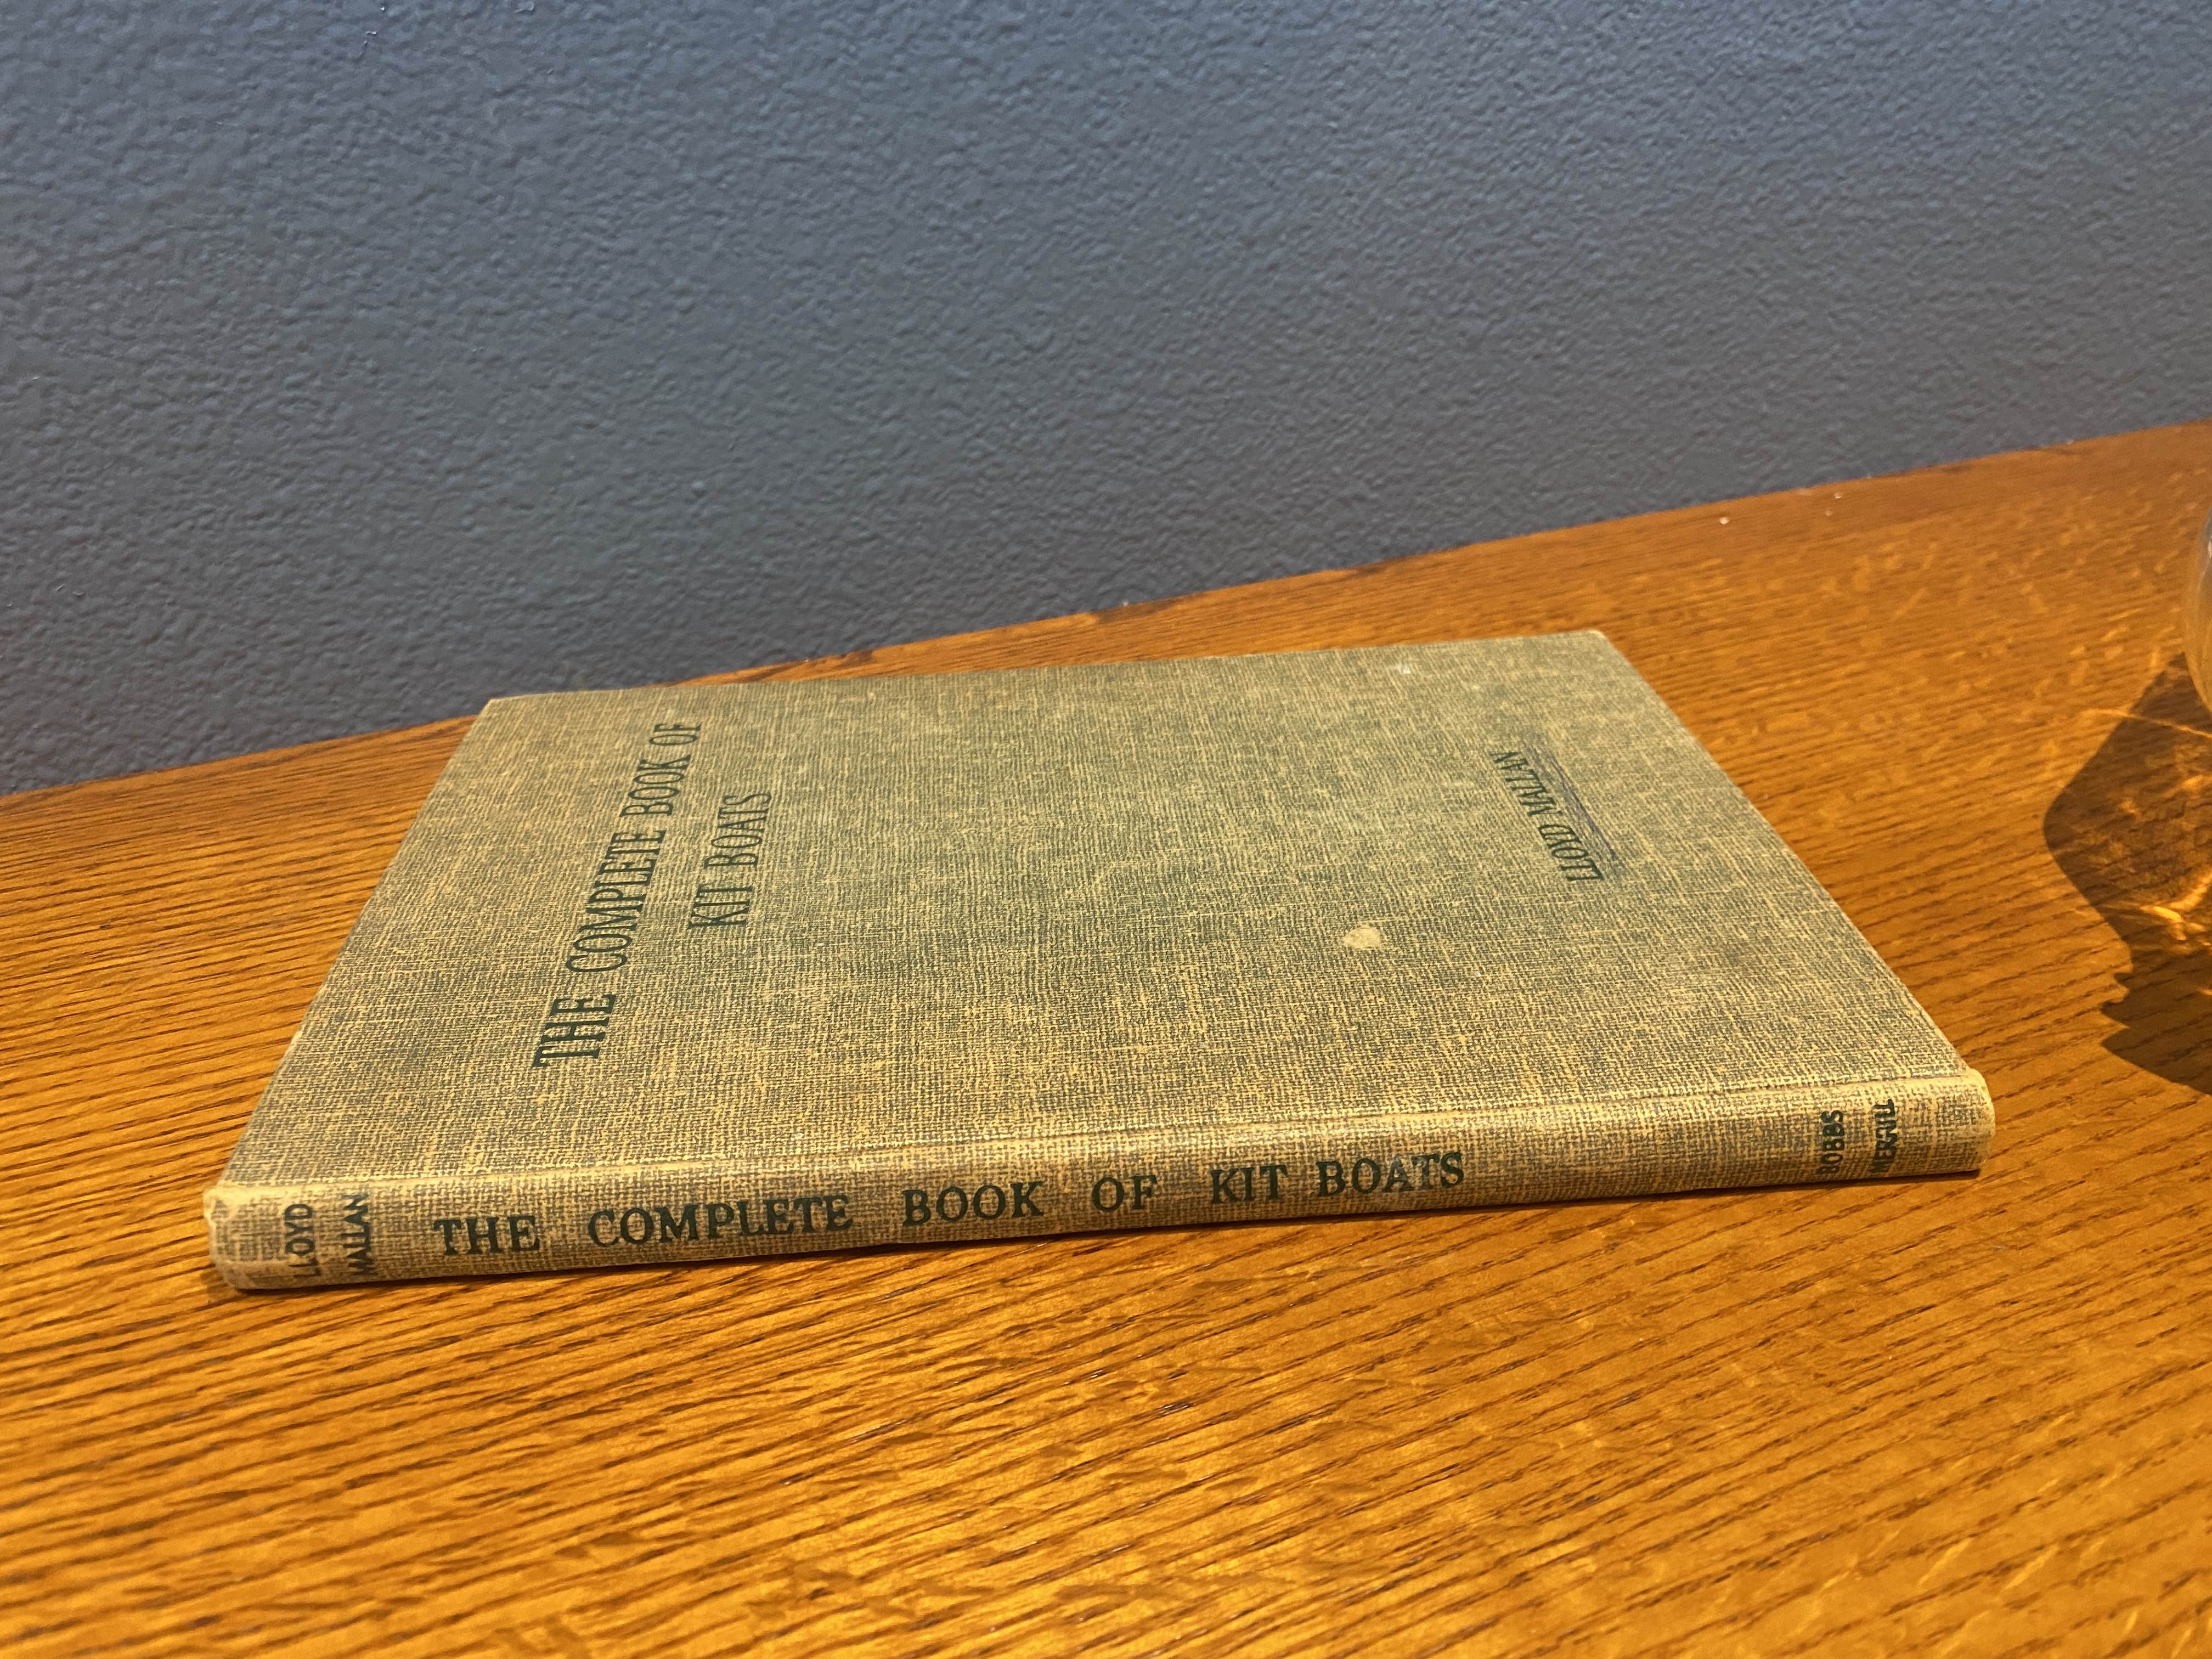 THE COMPLETE BOOK OF
KIT BOATS
LLOYD MALLAN
LLOYD
MALLAN
THE COMPLETE BOOK OF KIT BOATS
BOBBS
MERRILL